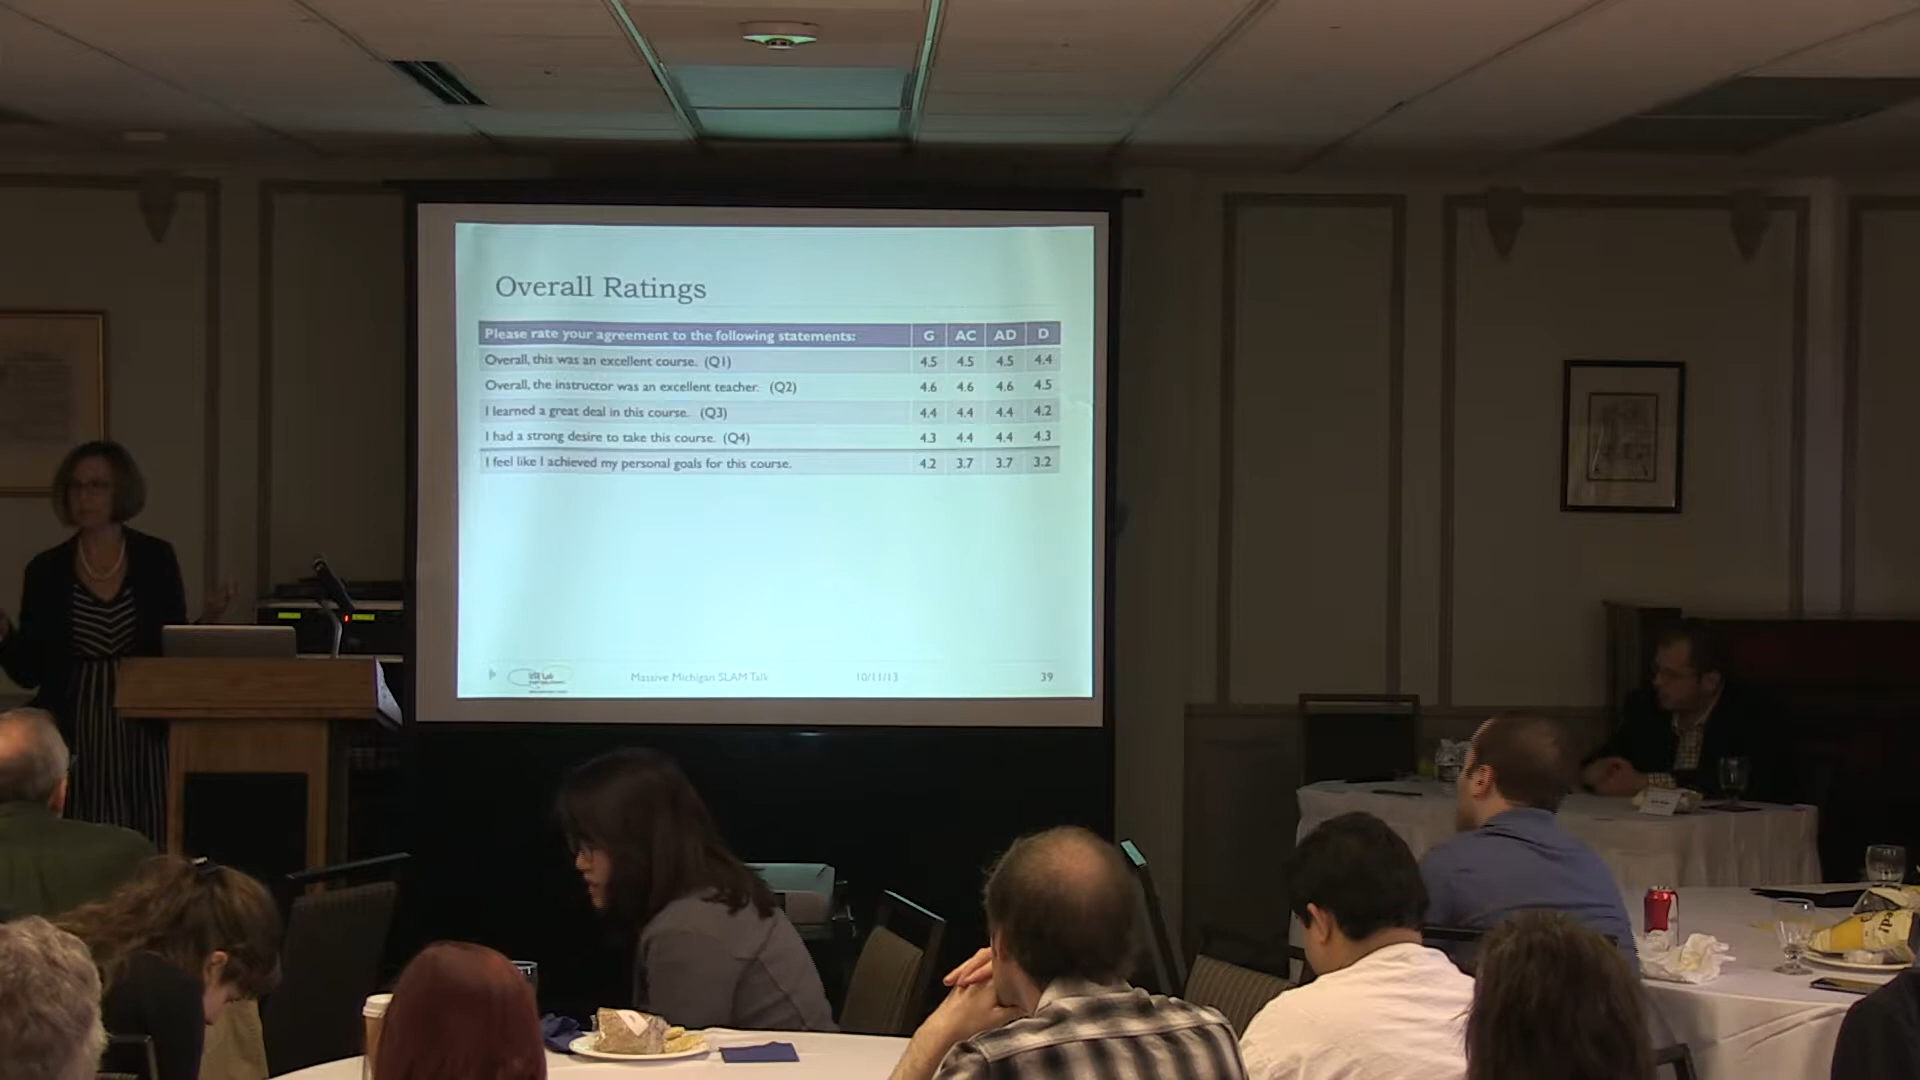 Overall Ratings
Please rate your agreement to the following statements: G AC AD D
Overall, this was an excellent course. (Q1) 4.5 4.5 4.5 4.4
Overall, the instructor was an excellent teacher. (Q2) 4.6 4.6 4.6 4.5
I learned a great deal in this course. (Q3) 4.4 4.4 4.4 4.2
I had a strong desire to take this course. (Q4) 4.3 4.4 4.4 4.3
I feel like I achieved my personal goals for this course. 4.2 3.7 3.7 3.2
USE Lab Massive Michigan SLAM Talk 10/11/13 39